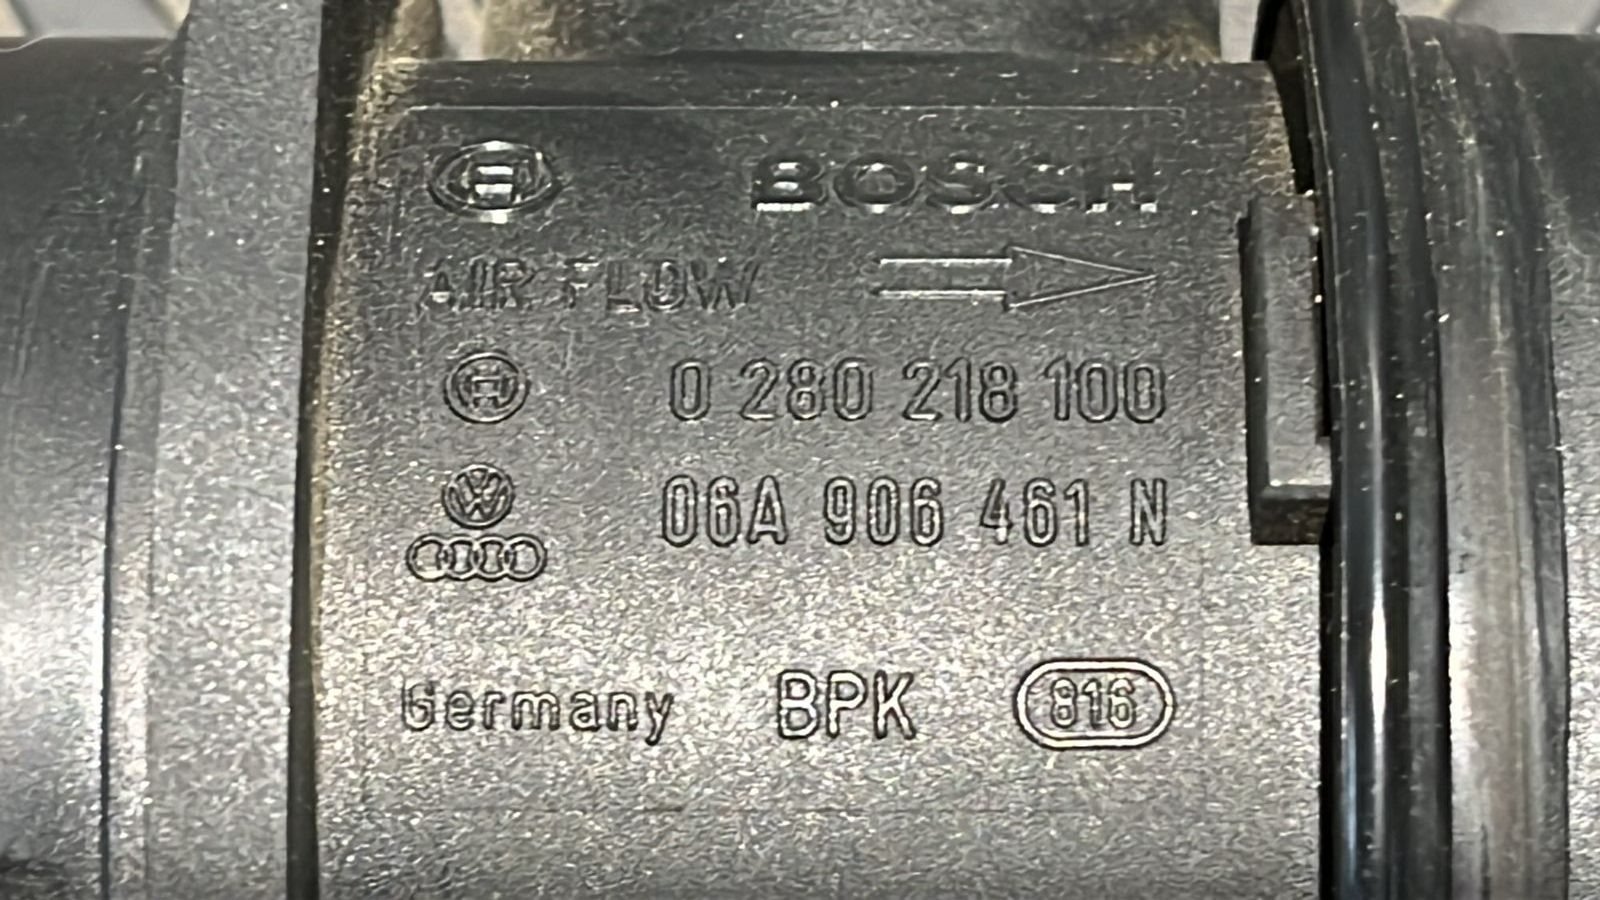 BOSCH
AIR FLOW
0 280 218 100
06A 906 461 N
Germany BPK 816